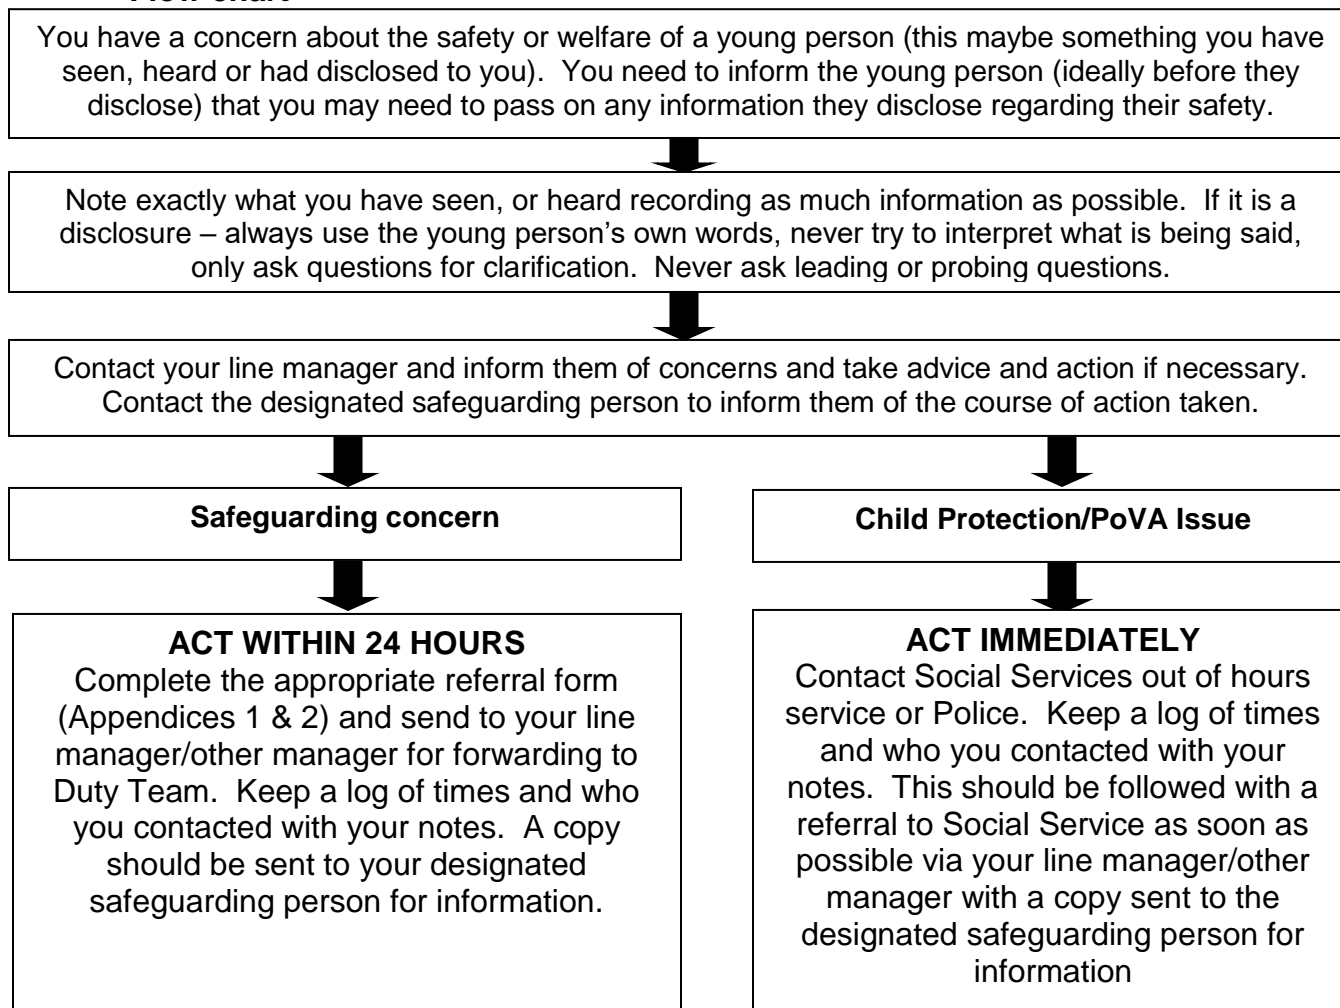 Flow chart
You have a concern about the safety or welfare of a young person (this maybe something you have
seen, heard or had disclosed to you). You need to inform the young person (ideally before they
disclose) that you may need to pass on any information they disclose regarding their safety.
Note exactly what you have seen, or heard recording as much information as possible. If it is a
disclosure – always use the young person’s own words, never try to interpret what is being said,
only ask questions for clarification. Never ask leading or probing questions.
Contact your line manager and inform them of concerns and take advice and action if necessary.
Contact the designated safeguarding person to inform them of the course of action taken.
Safeguarding concern
ACT WITHIN 24 HOURS
Complete the appropriate referral form
(Appendices 1 & 2) and send to your line
manager/other manager for forwarding to
Duty Team. Keep a log of times and who
you contacted with your notes. A copy
should be sent to your designated
safeguarding person for information.
Child Protection/PoVA Issue
ACT IMMEDIATELY
Contact Social Services out of hours
service or Police. Keep a log of times
and who you contacted with your
notes. This should be followed with a
referral to Social Service as soon as
possible via your line manager/other
manager with a copy sent to the
designated safeguarding person for
information